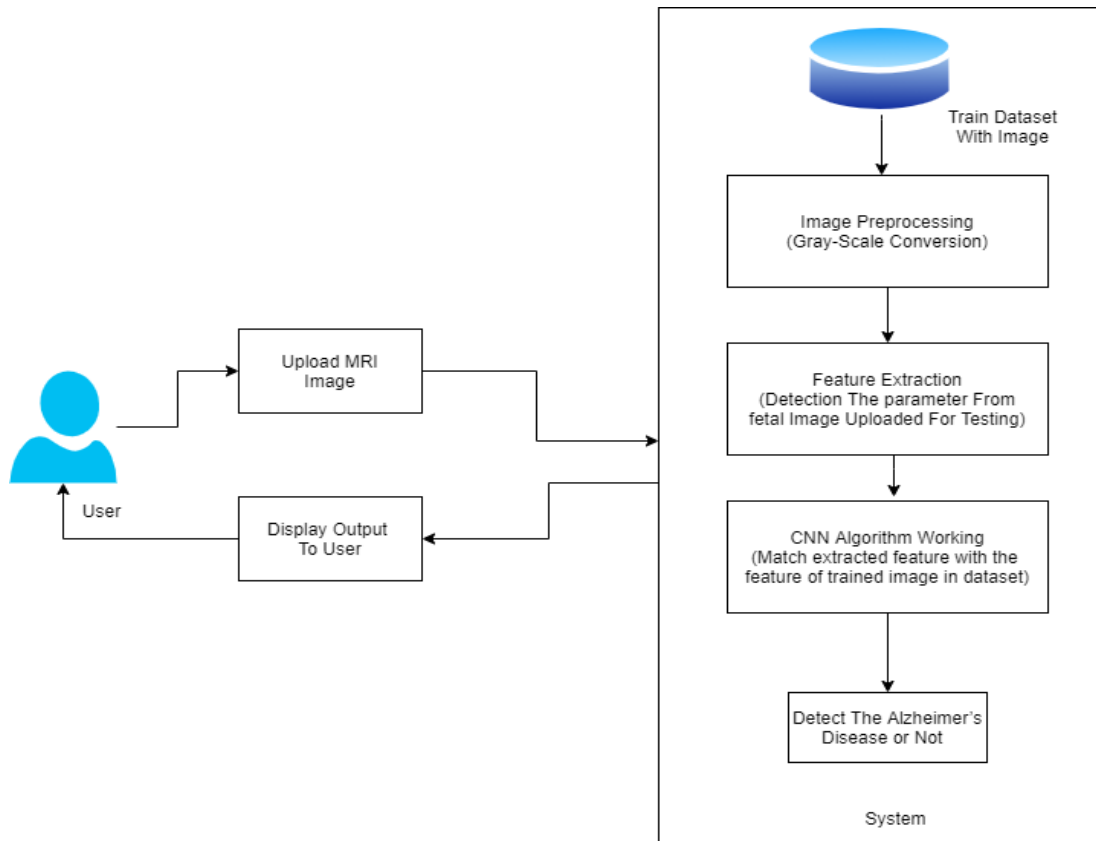 Train Dataset
With Image
Image Preprocessing
(Gray-Scale Conversion)
Feature Extraction
(Detection The parameter From
fetal Image Uploaded For Testing)
CNN Algorithm Working
(Match extracted feature with the
feature of trained image in dataset)
Detect The Alzheimer’s
Disease or Not
System
Upload MRI
Image
User
Display Output
To User